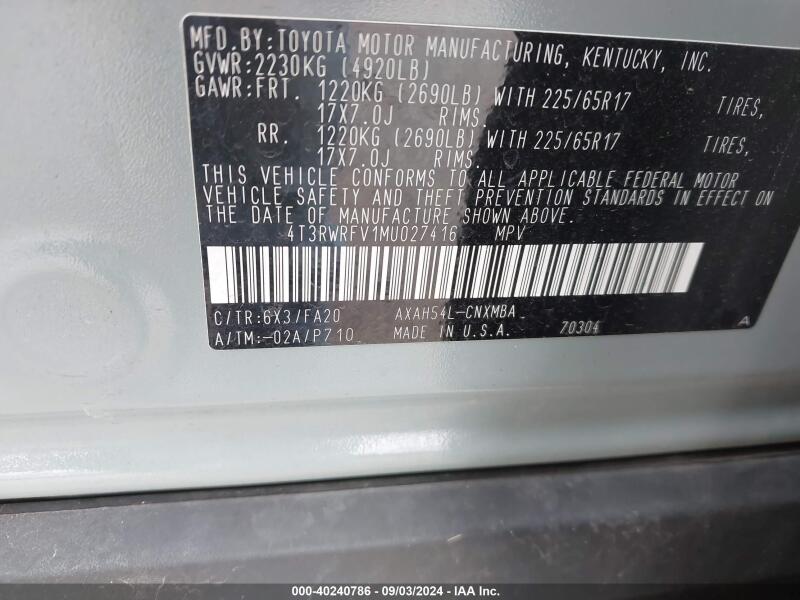 MFD.BY:TOYOTA MOTOR MANUFACTURING, KENTUCKY, INC.
GVWR:2230KG (4920LB)
GAWR:FRT. 1220KG (2690LB) WITH 225/65R17 TIRES,
17X7.0J RIMS.
RR. 1220KG (2690LB) WITH 225/65R17 TIRES,
17X7.0J RIMS.
THIS VEHICLE CONFORMS TO ALL APPLICABLE FEDERAL MOTOR
VEHICLE SAFETY AND THEFT PREVENTION STANDARDS IN EFFECT ON
THE DATE OF MANUFACTURE SHOWN ABOVE.
4T3RWRFV1MU027416 MPV
C/TR:6X3/FA20 AXAH54L-CNXMBA
A/TM:-02A/P710 MADE IN U.S.A. 70304 A
000-40240786 - 09/03/2024 - IAA Inc.